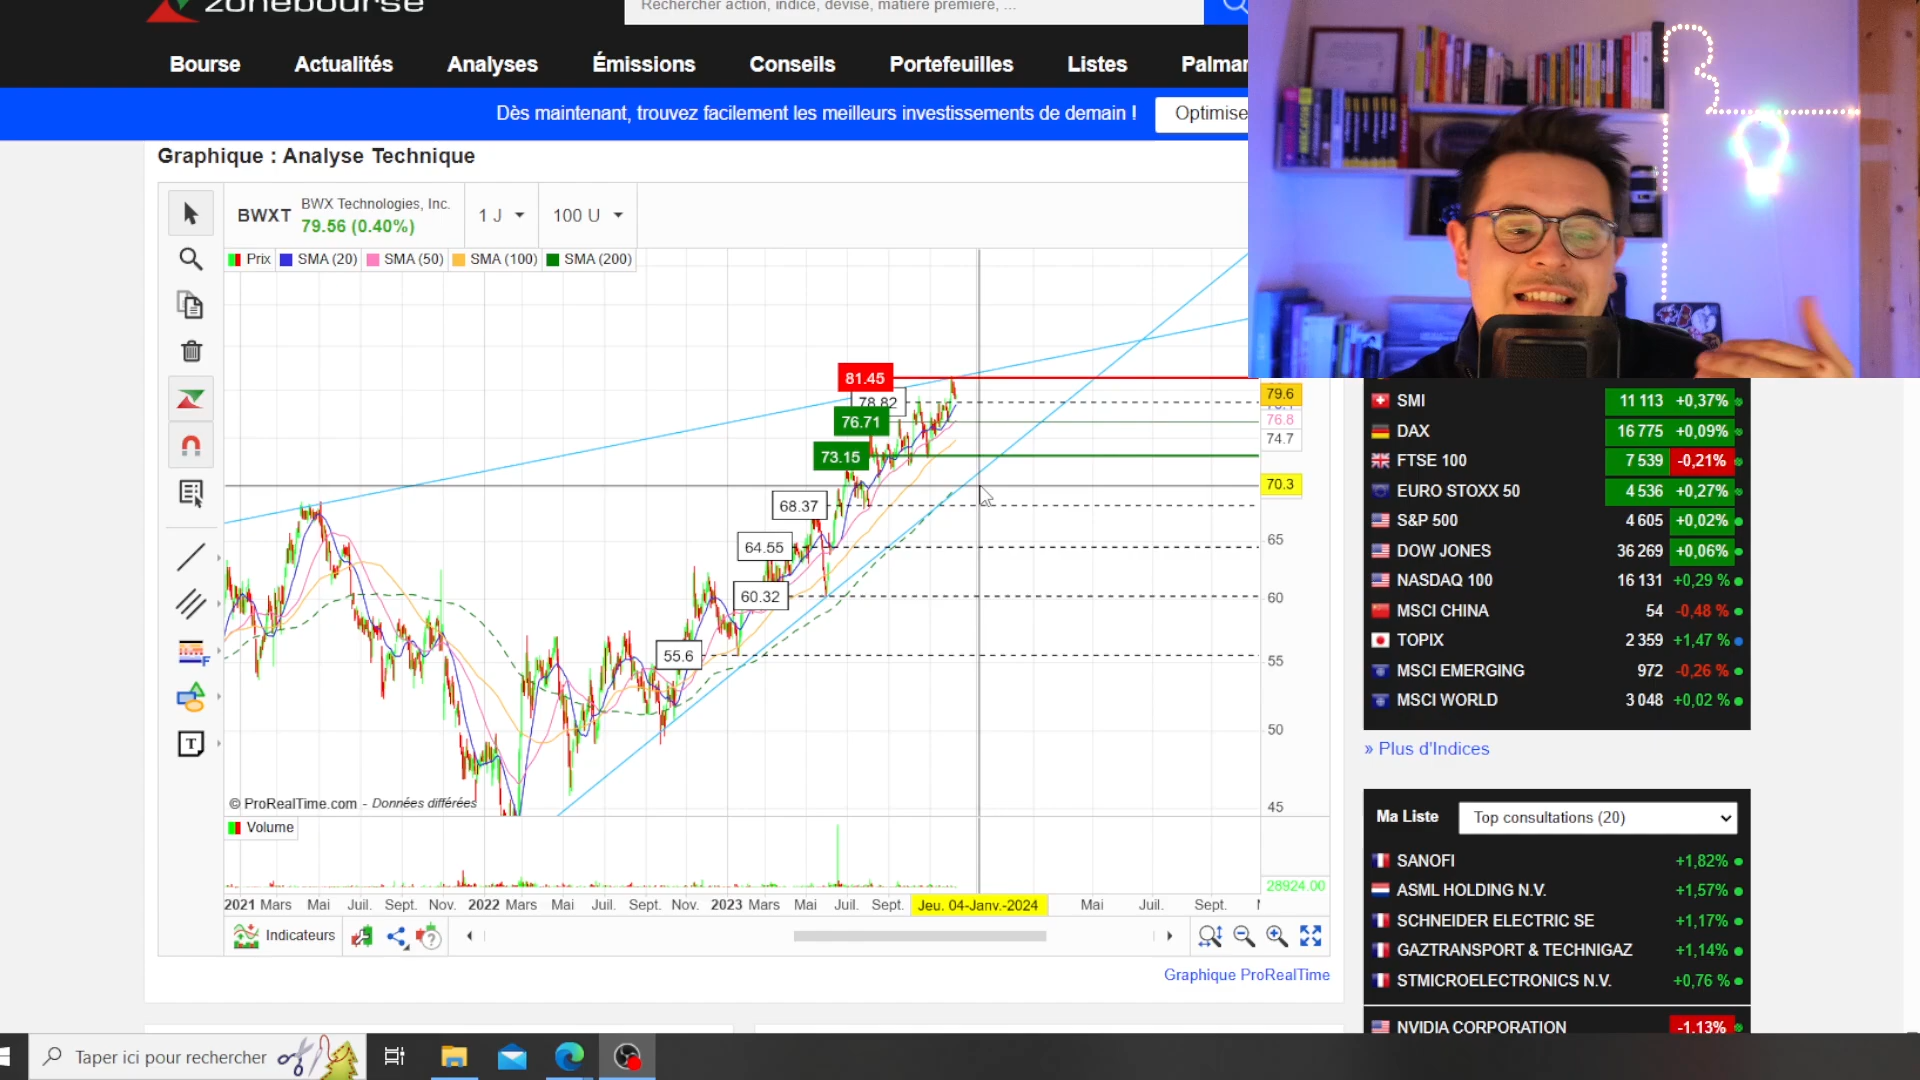 zonebourse
Rechercher action, indice, devise, matière première, ...
Bourse Actualités Analyses Émissions Conseils Portefeuilles Listes Palmar
Dès maintenant, trouvez facilement les meilleurs investissements de demain ! Optimise
Graphique : Analyse Technique
BWXT BWX Technologies, Inc. 79.56 (0.40%) 1 J 100 U
Prix SMA (20) SMA (50) SMA (100) SMA (200)
81.45
78.82
76.71
73.15
68.37
64.55
60.32
55.6
79.6
76.8
74.7
70.3
65
60
55
50
45
© ProRealTime.com - Données différées
Volume
28924.00
2021 Mars Mai Juil. Sept. Nov. 2022 Mars Mai Juil. Sept. Nov. 2023 Mars Mai Juil. Sept. Jeu. 04-Janv.-2024 Mai Juil. Sept.
Indicateurs
Graphique ProRealTime
SMI 11 113 +0,37%
DAX 16 775 +0,09%
FTSE 100 7 539 -0,21%
EURO STOXX 50 4 536 +0,27%
S&P 500 4 605 +0,02%
DOW JONES 36 269 +0,06%
NASDAQ 100 16 131 +0,29 %
MSCI CHINA 54 -0,48 %
TOPIX 2 359 +1,47 %
MSCI EMERGING 972 -0,26 %
MSCI WORLD 3 048 +0,02 %
» Plus d'Indices
Ma Liste Top consultations (20)
SANOFI +1,82%
ASML HOLDING N.V. +1,57%
SCHNEIDER ELECTRIC SE +1,17%
GAZTRANSPORT & TECHNIGAZ +1,14%
STMICROELECTRONICS N.V. +0,76 %
NVIDIA CORPORATION -1,13%
Taper ici pour rechercher